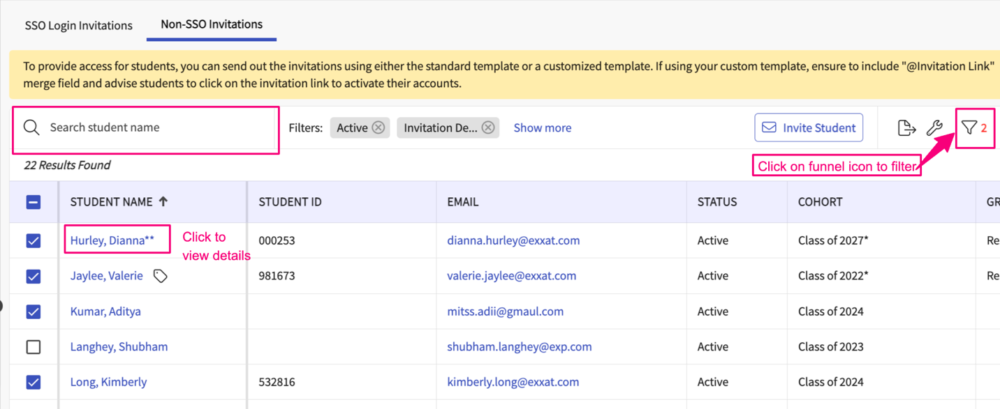 SSO Login Invitations
Non-SSO Invitations
To provide access for students, you can send out the invitations using either the standard template or a customized template. If using your custom template, ensure to include "@Invitation Link"
merge field and advise students to click on the invitation link to activate their accounts.
Search student name
Filters:
Active
Invitation De...
Show more
Invite Student
2
22 Results Found
Click on funnel icon to filter
STUDENT NAME
STUDENT ID
EMAIL
STATUS
COHORT
GR
Hurley, Dianna**
Click to
view details
000253
dianna.hurley@exxat.com
Active
Class of 2027*
Re
Jaylee, Valerie
981673
valerie.jaylee@exxat.com
Active
Class of 2022*
Re
Kumar, Aditya
mitss.adii@gmaul.com
Active
Class of 2024
Langhey, Shubham
shubham.langhey@exp.com
Active
Class of 2023
Long, Kimberly
532816
kimberly.long@exxat.com
Active
Class of 2024